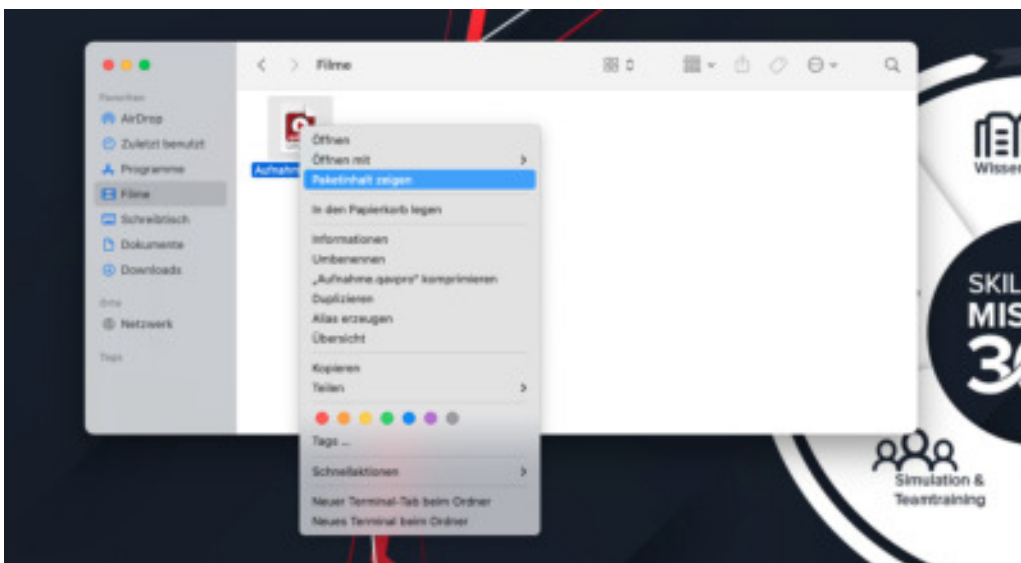 Filme
Favoriten
AirDrop
Zuletzt benutzt
Programme
Filme
Schreibtisch
Dokumente
Downloads
Orte
Netzwerk
Tags
Aufnahm
Öffnen
Öffnen mit
Paketinhalt zeigen
In den Papierkorb legen
Informationen
Umbenennen
„Aufnahme.qavpro“ komprimieren
Duplizieren
Alias erzeugen
Übersicht
Kopieren
Teilen
Tags ...
Schnellaktionen
Neuer Terminal-Tab beim Ordner
Neues Terminal beim Ordner
Wisse
SKIL
MIS
Simulation &
Teamtraining